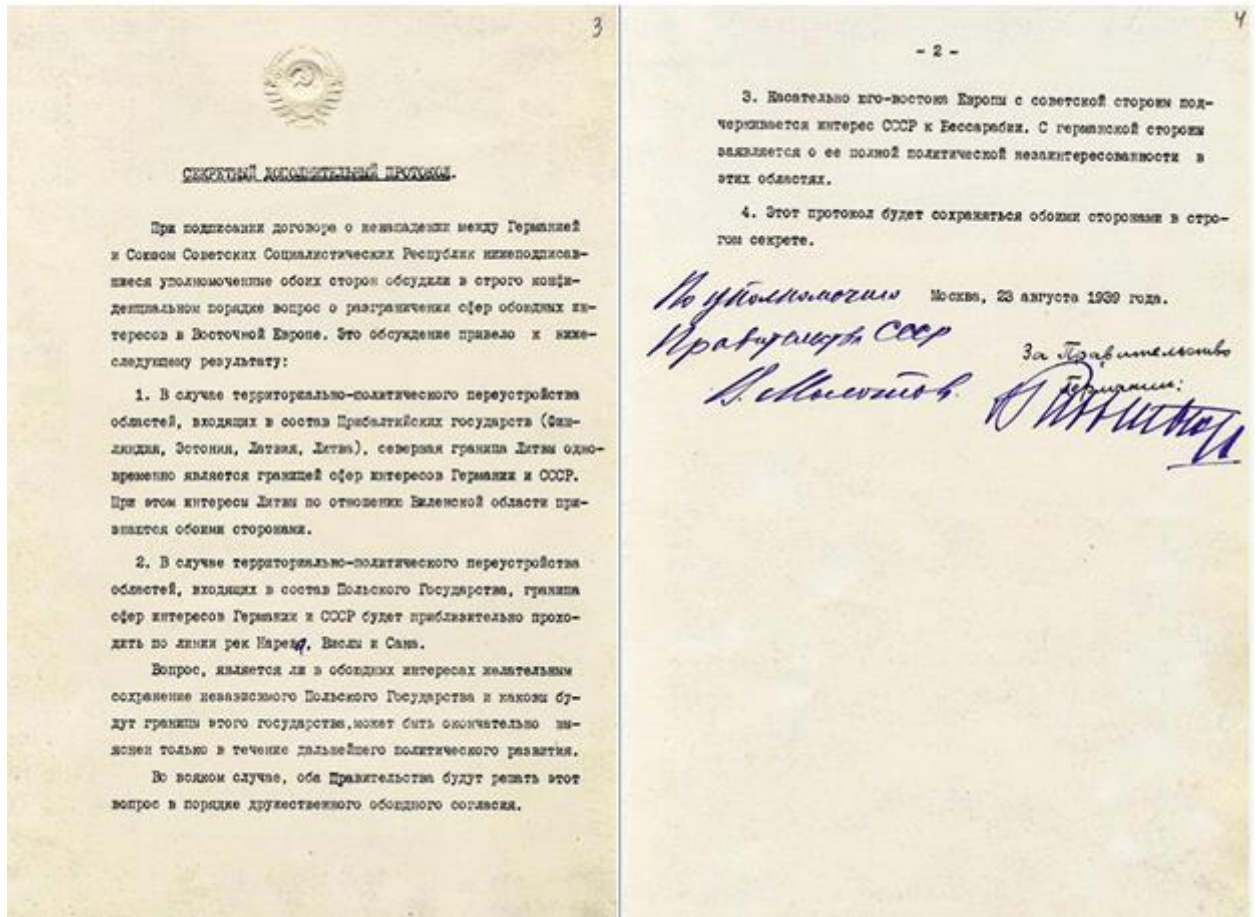 3
СЕКРЕТНЫЙ ДОПОЛНИТЕЛЬНЫЙ ПРОТОКОЛ.
При подписании договора о ненападении между Германией
и Союзом Советских Социалистических Республик нижеподписав-
шиеся уполномоченные обоих сторон обсудили в строго конфи-
денциальном порядке вопрос о разграничении сфер обоюдных ин-
тересов в Восточной Европе. Это обсуждение привело к ниже-
следующему результату:
1. В случае территориально-политического переустройства
областей, входящих в состав Прибалтийских государств (Фин-
ляндия, Эстония, Латвия, Литва), северная граница Литвы одно-
временно является границей сфер интересов Германии и СССР.
При этом интересы Литвы по отношению Виленской области при-
знаются обоими сторонами.
2. В случае территориально-политического переустройства
областей, входящих в состав Польского Государства, граница
сфер интересов Германии и СССР будет приблизительно прохо-
дить по линии рек Нарева, Вислы и Сана.
Вопрос, является ли в обоюдных интересах желательным
сохранение независимого Польского Государства и каковы бу-
дут границы этого государства, может быть окончательно вы-
яснен только в течение дальнейшего политического развития.
Во всяком случае, оба Правительства будут решать этот
вопрос в порядке дружественного обоюдного согласия.
4
- 2 -
3. Касательно юго-востока Европы с советской стороны под-
черкивается интерес СССР к Бессарабии. С германской стороны
заявляется о ее полной политической незаинтересованности в
этих областях.
4. Этот протокол будет сохраняться обоими сторонами в стро-
гом секрете.
Москва, 23 августа 1939 года.
По уполномочию
Правительства СССР
В. Молотов.
За Правительство
Германии: